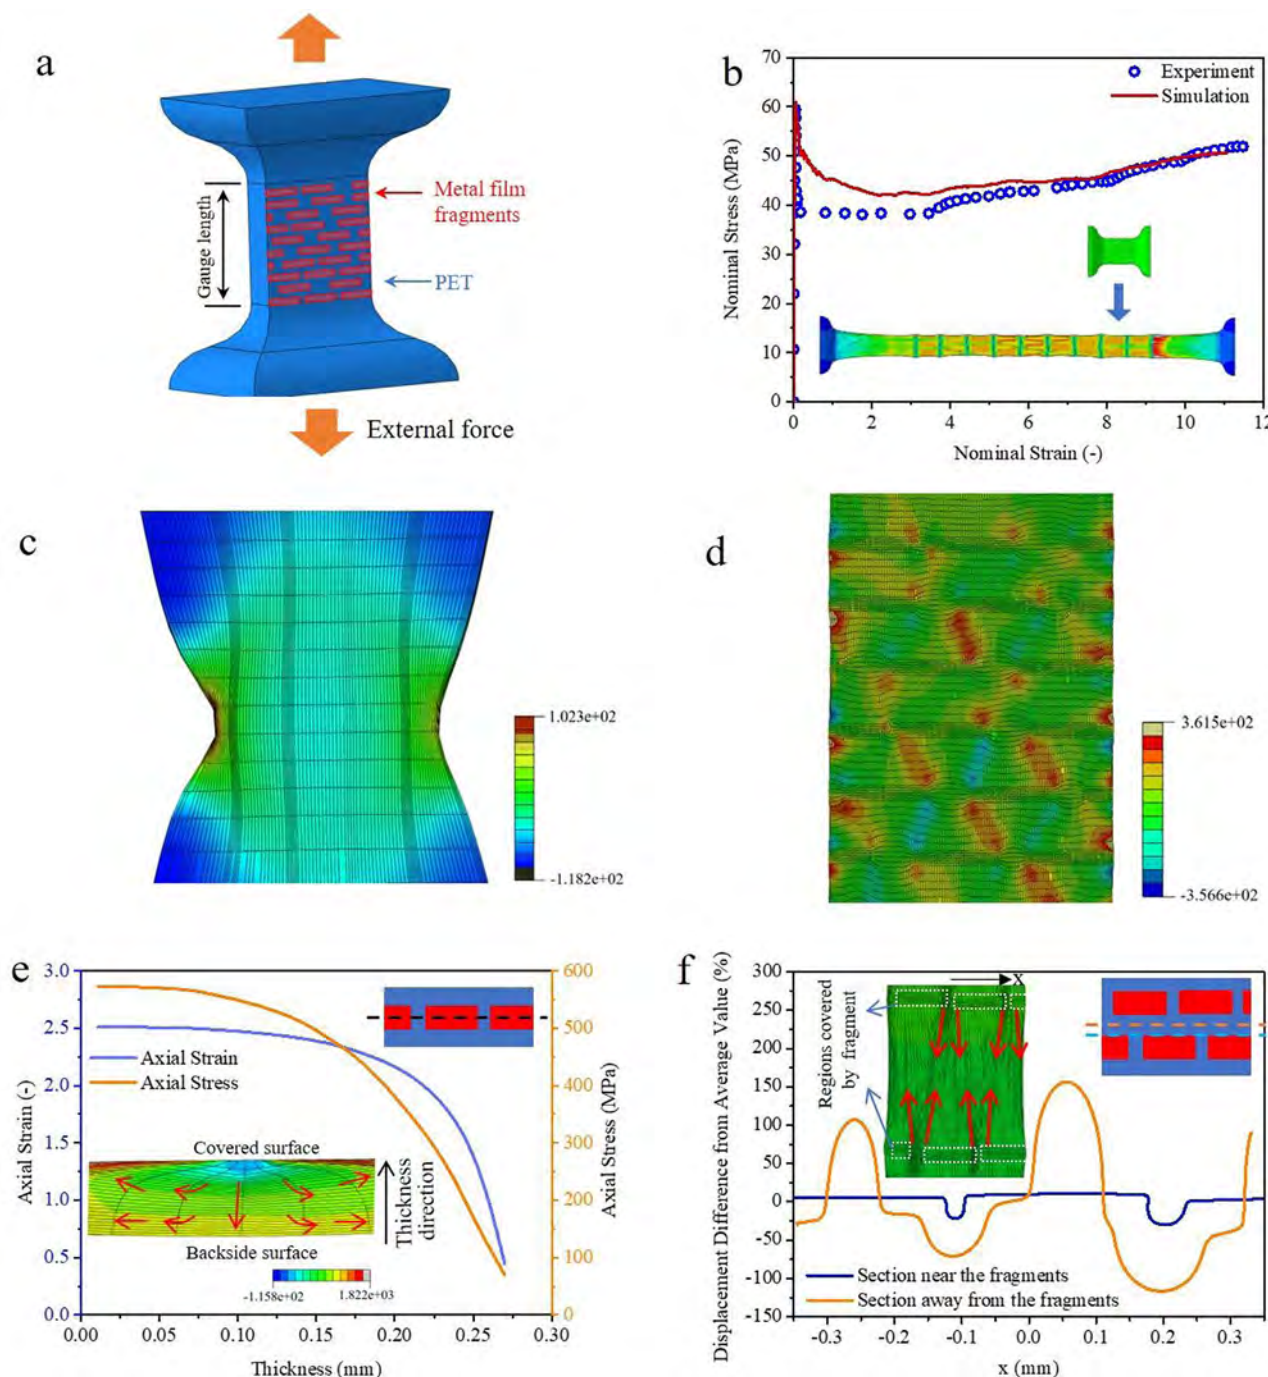 a
Metal film
fragments
Gauge length
PET
External force
b
70
60
50
40
30
20
10
0
Nominal Stress (MPa)
Experiment
Simulation
0 2 4 6 8 10 12
Nominal Strain (-)
c
1.023e+02
-1.182e+02
d
3.615e+02
-3.566e+02
e
3.0
2.5
2.0
1.5
1.0
0.5
0.0
Axial Strain (-)
Axial Strain
Axial Stress
600
500
400
300
200
100
0
Axial Stress (MPa)
Covered surface
Thickness
direction
Backside surface
-1.158e+02 1.822e+03
0.00 0.05 0.10 0.15 0.20 0.25 0.30
Thickness (mm)
f
Displacement Difference from Average Value (%)
300
250
200
150
100
50
0
-50
-100
-150
Regions covered
by fragment
X
Section near the fragments
Section away from the fragments
-0.3 -0.2 -0.1 0.0 0.1 0.2 0.3
x (mm)